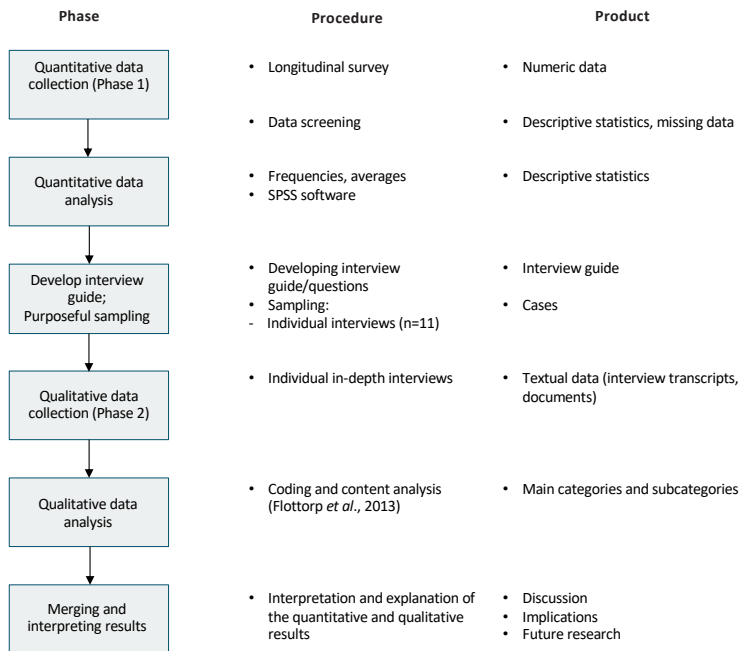 Phase
Procedure
Product
Quantitative data
collection (Phase 1)
• Longitudinal survey
• Numeric data
• Data screening
• Descriptive statistics, missing data
Quantitative data
analysis
• Frequencies, averages
• SPSS software
• Descriptive statistics
Develop interview
guide;
Purposeful sampling
• Developing interview
guide/questions
• Sampling:
- Individual interviews (n=11)
• Interview guide
• Cases
Qualitative data
collection (Phase 2)
• Individual in-depth interviews
• Textual data (interview transcripts,
documents)
Qualitative data
analysis
• Coding and content analysis
(Flottorp et al., 2013)
• Main categories and subcategories
Merging and
interpreting results
• Interpretation and explanation of
the quantitative and qualitative
results
• Discussion
• Implications
• Future research